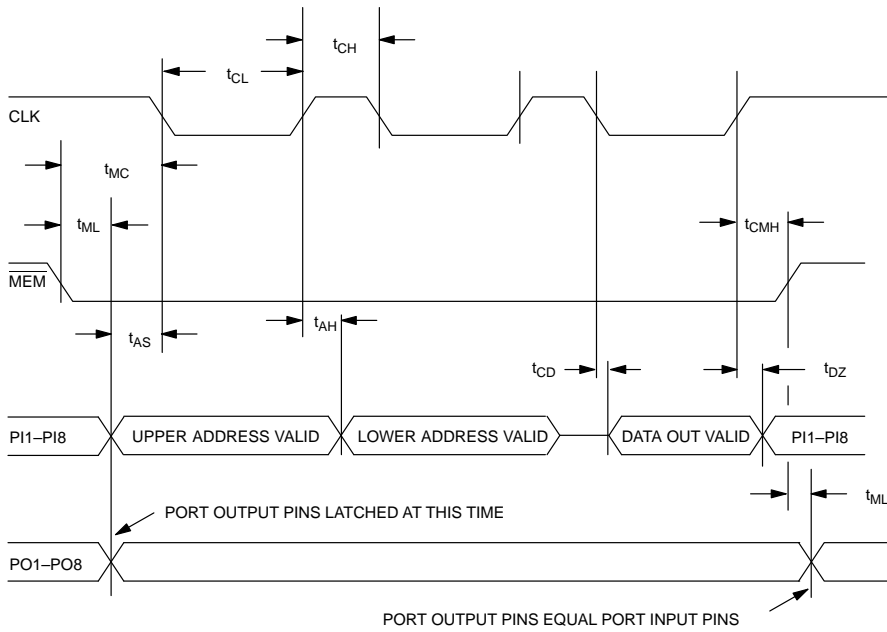 tCH
tCL
CLK
tMC
tML
tCMH
MEM
tAS
tAH
tCD
tDZ
PI1–PI8
UPPER ADDRESS VALID
LOWER ADDRESS VALID
DATA OUT VALID
PI1–PI8
tML
PORT OUTPUT PINS LATCHED AT THIS TIME
PO1–PO8
PORT OUTPUT PINS EQUAL PORT INPUT PINS